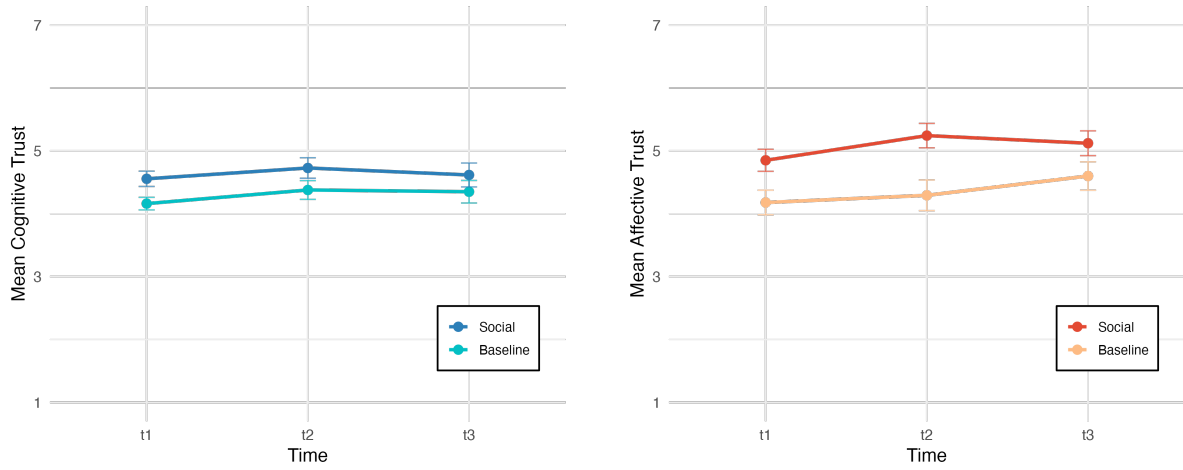 Mean Cognitive Trust
7
5
3
1
t1
t2
t3
Time
Social
Baseline
Mean Affective Trust
7
5
3
1
t1
t2
t3
Time
Social
Baseline